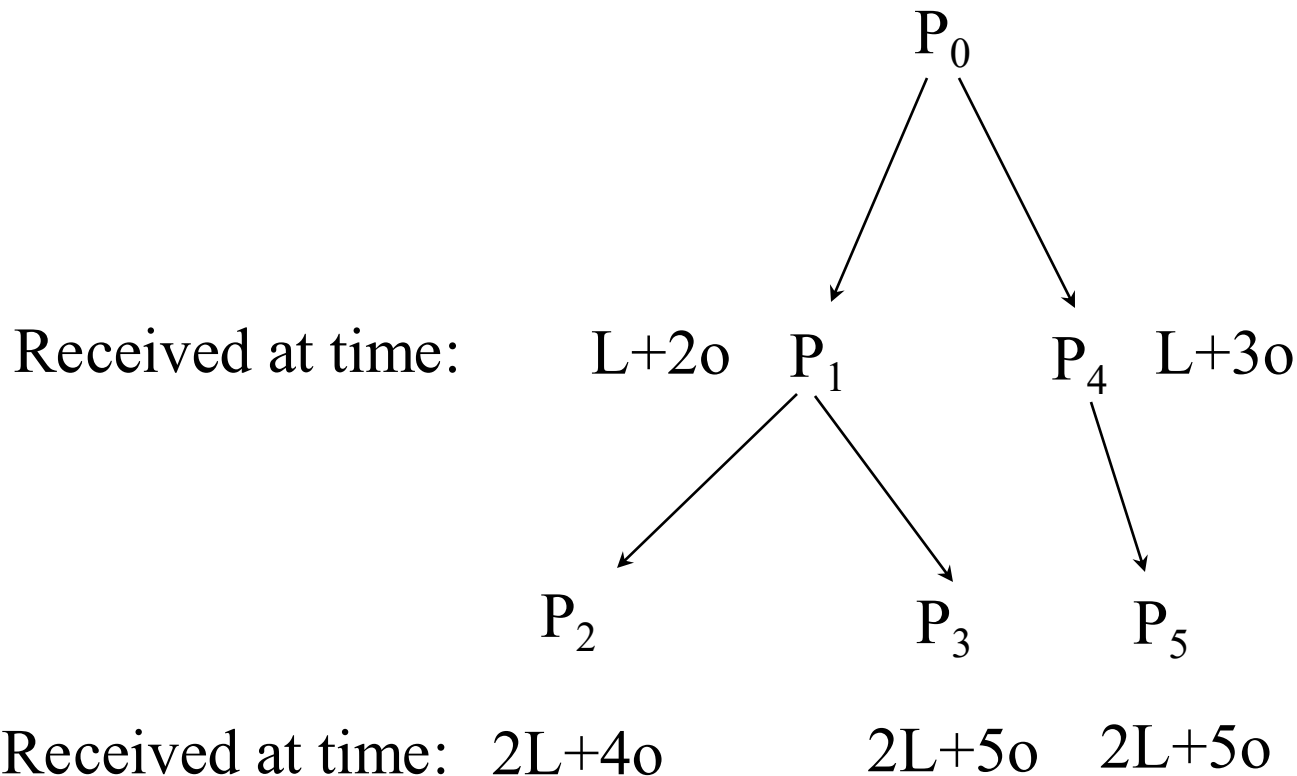 P₀
Received at time: L+2o P₁ P₄ L+3o
P₂ P₃ P₅
Received at time: 2L+4o 2L+5o 2L+5o